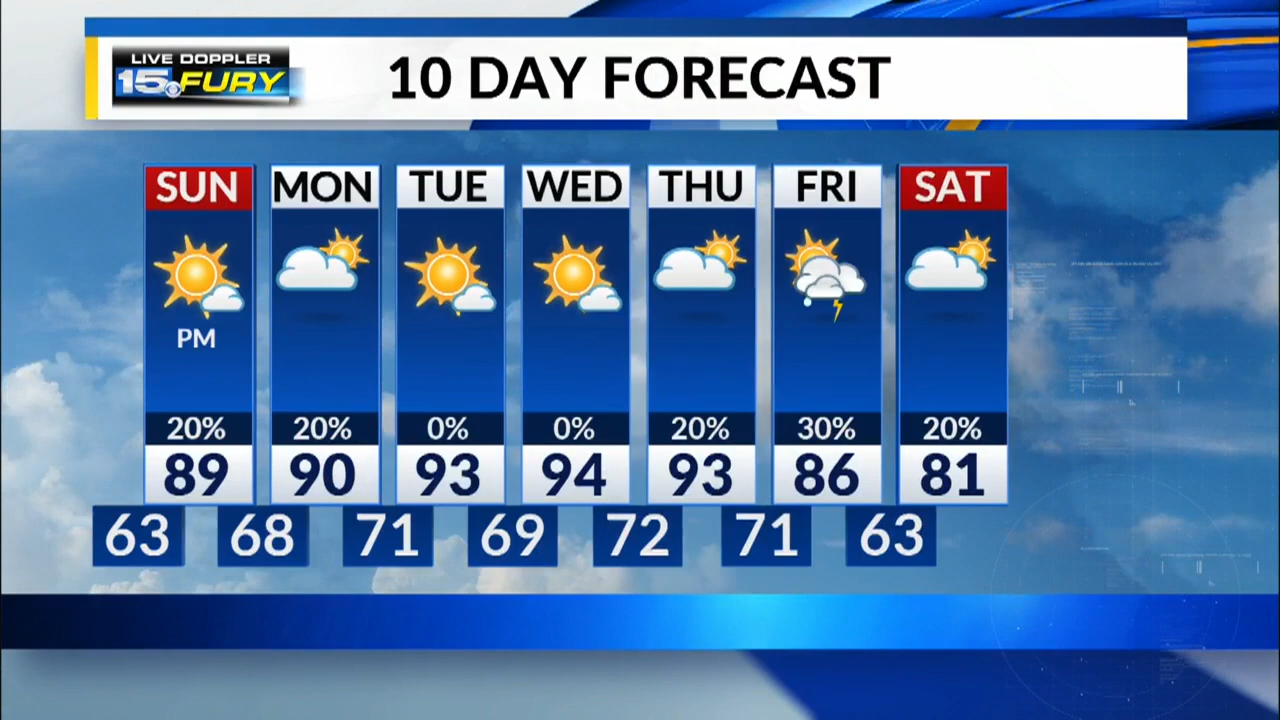 LIVE DOPPLER
15 FURY
10 DAY FORECAST
SUN MON TUE WED THU FRI SAT
PM
20% 20% 0% 0% 20% 30% 20%
89 90 93 94 93 86 81
63 68 71 69 72 71 63